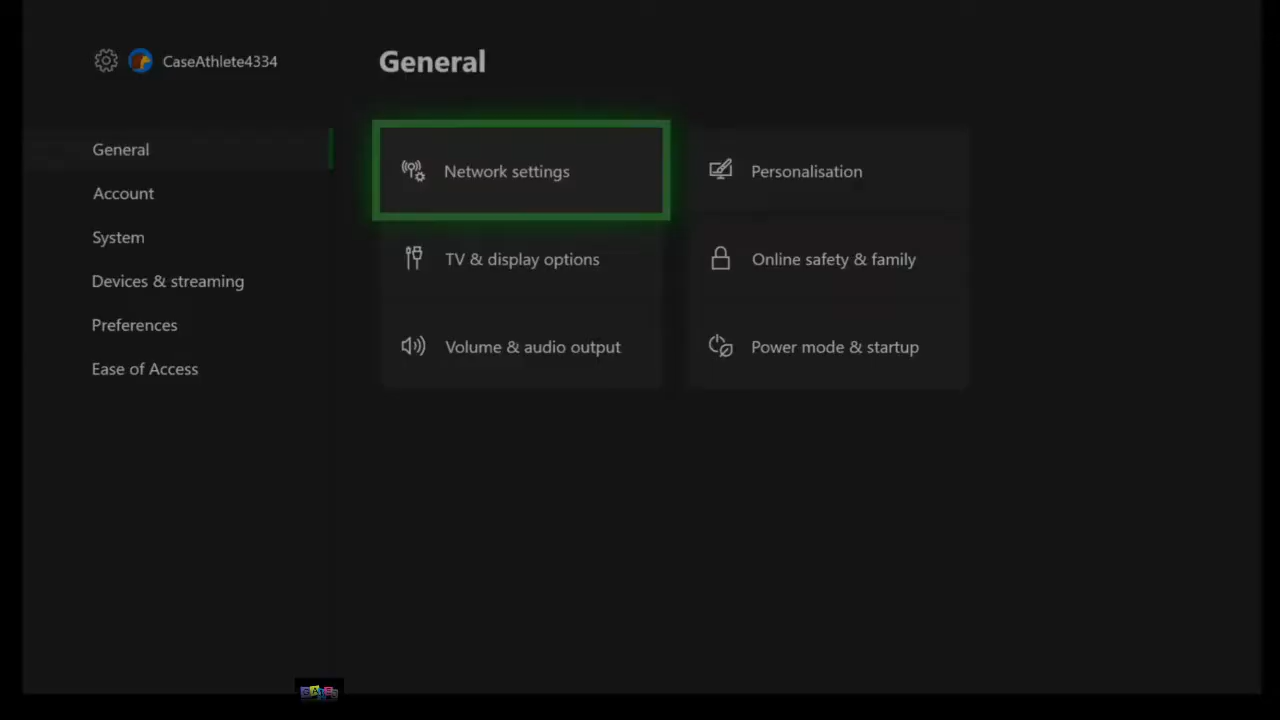 CaseAthlete4334
General
General
Account
System
Devices & streaming
Preferences
Ease of Access
Network settings
Personalisation
TV & display options
Online safety & family
Volume & audio output
Power mode & startup